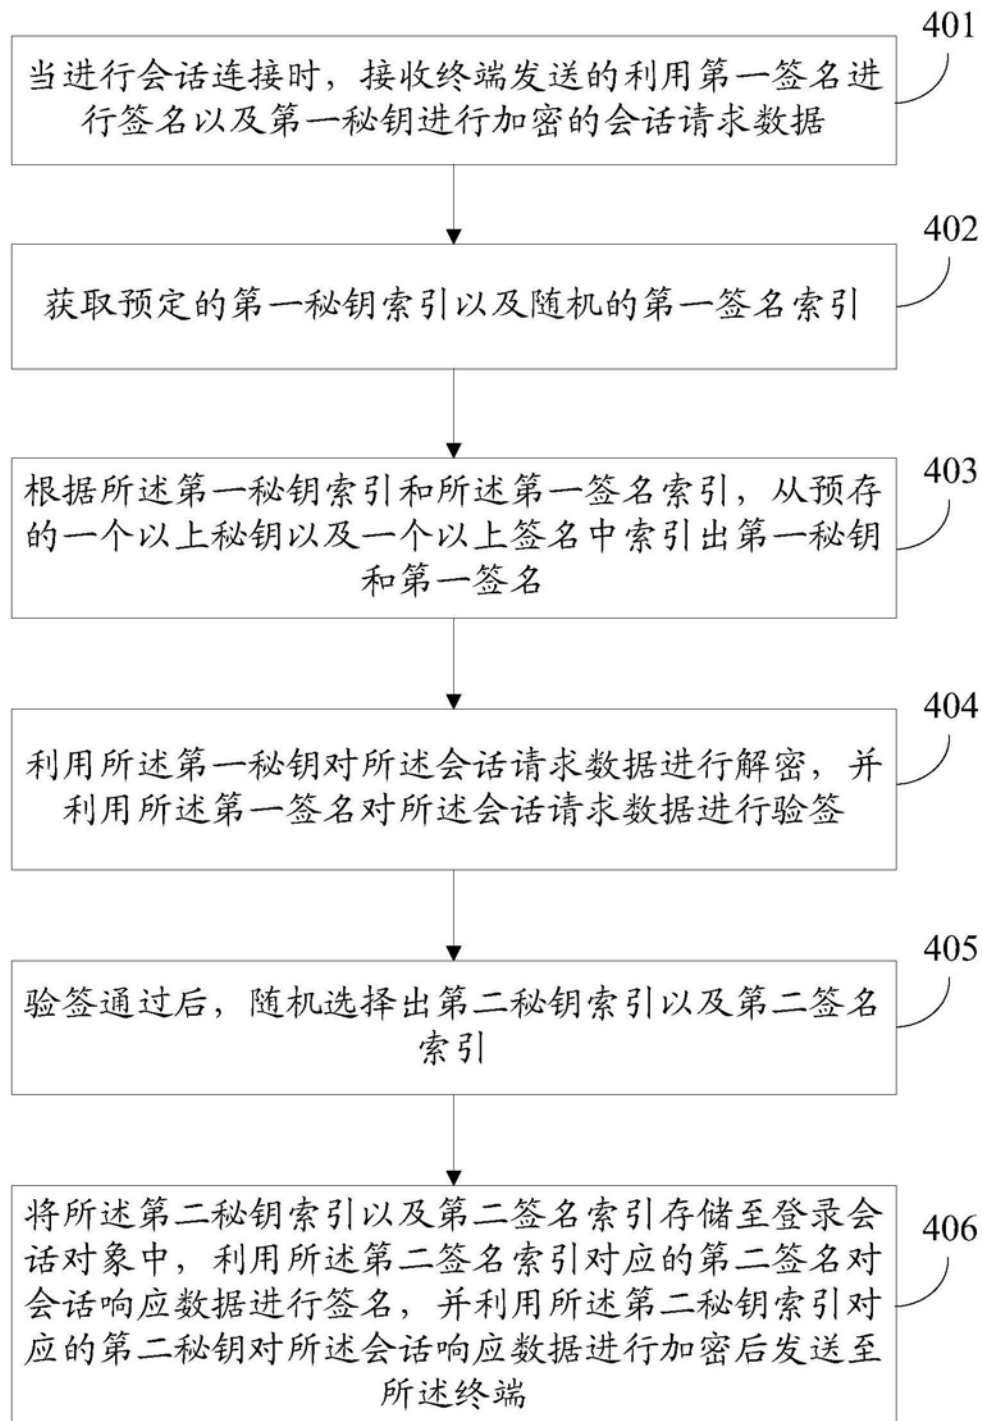 401
当进行会话连接时，接收终端发送的利用第一签名进
行签名以及第一秘钥进行加密的会话请求数据
402
获取预定的第一秘钥索引以及随机的第一签名索引
403
根据所述第一秘钥索引和所述第一签名索引，从预存
的一个以上秘钥以及一个以上签名中索引出第一秘钥
和第一签名
404
利用所述第一秘钥对所述会话请求数据进行解密，并
利用所述第一签名对所述会话请求数据进行验签
405
验签通过后，随机选择出第二秘钥索引以及第二签名
索引
406
将所述第二秘钥索引以及第二签名索引存储至登录会
话对象中，利用所述第二签名索引对应的第二签名对
会话响应数据进行签名，并利用所述第二秘钥索引对
应的第二秘钥对所述会话响应数据进行加密后发送至
所述终端